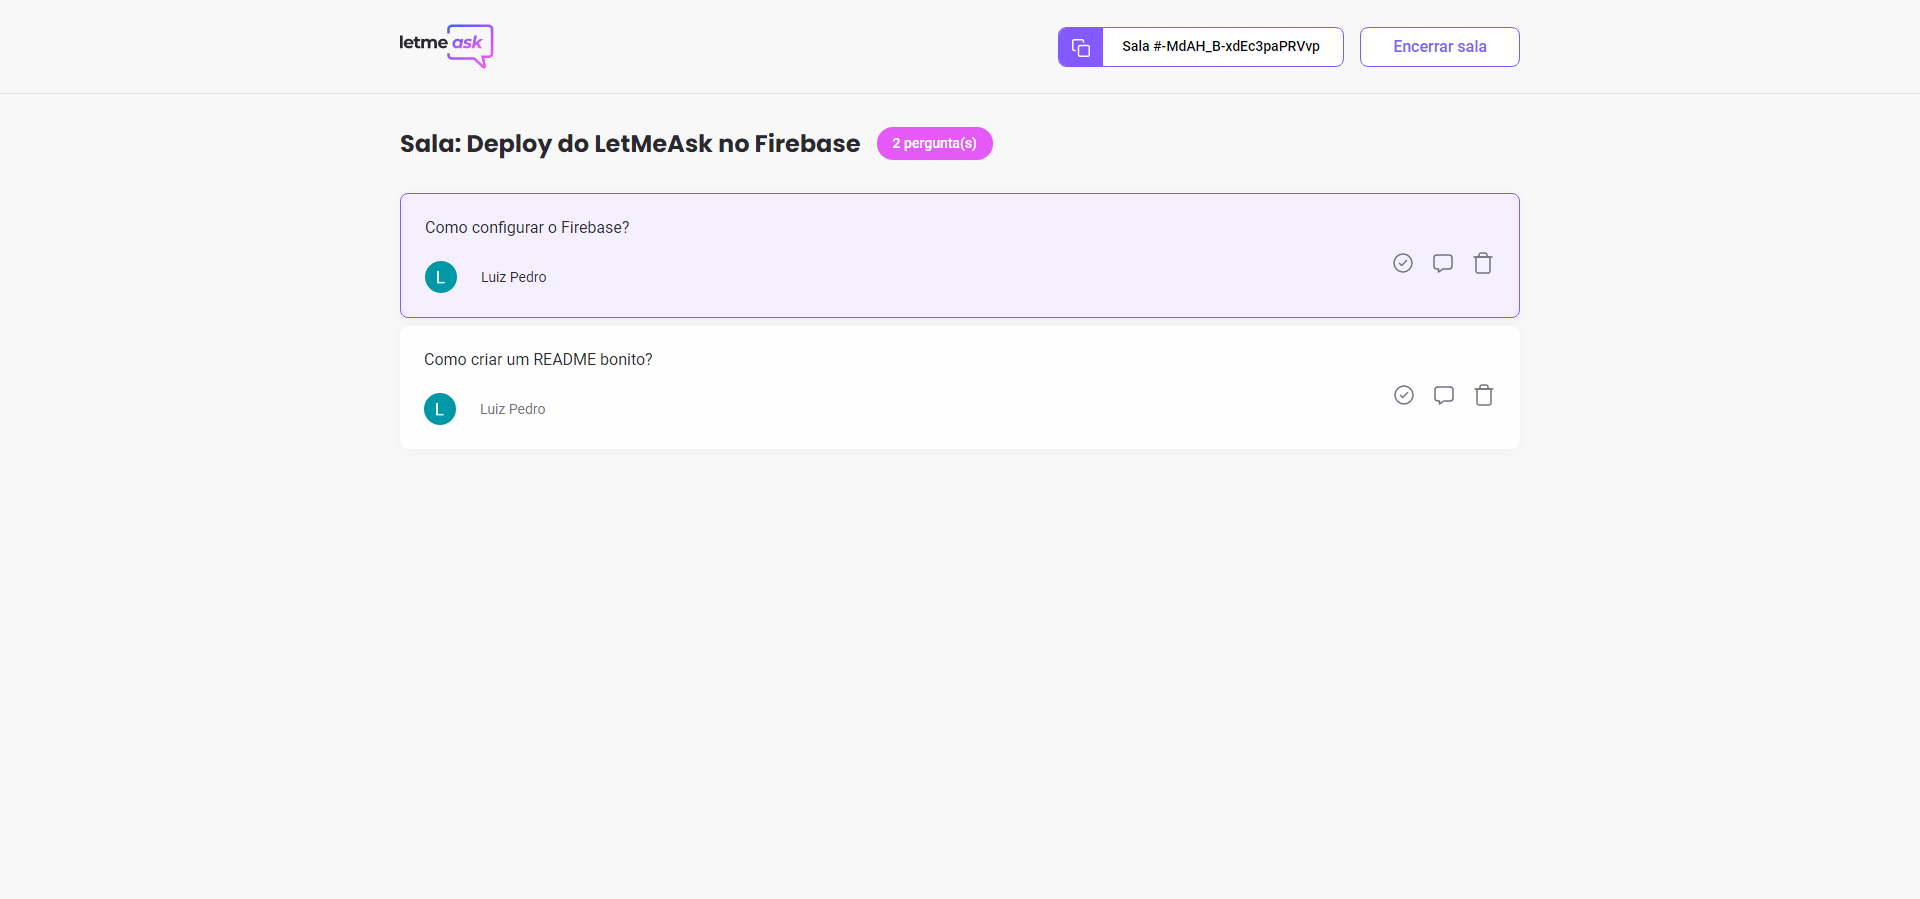 letme ask
Sala #-MdAH_B-xdEc3paPRVvp
Encerrar sala
Sala: Deploy do LetMeAsk no Firebase
2 pergunta(s)
Como configurar o Firebase?
L
Luiz Pedro
Como criar um README bonito?
L
Luiz Pedro